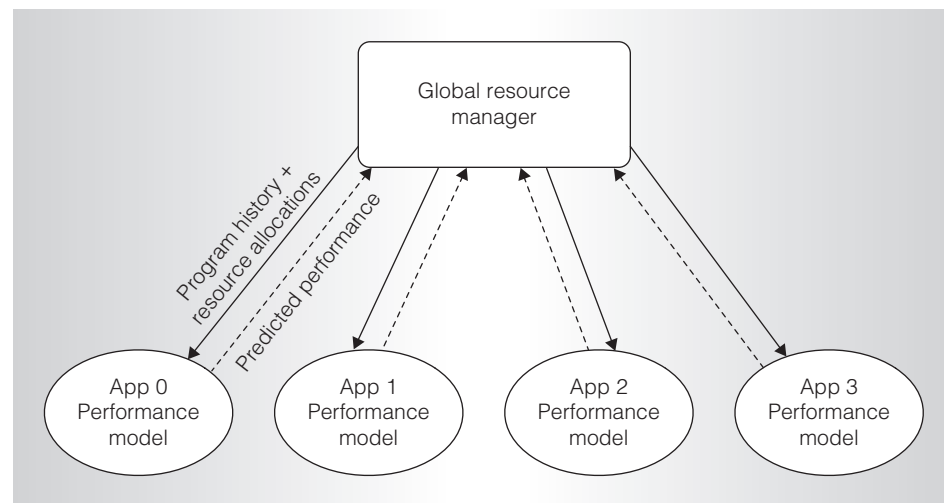 Global resource
manager
Program history +
resource allocations
Predicted performance
App 0
Performance
model
App 1
Performance
model
App 2
Performance
model
App 3
Performance
model